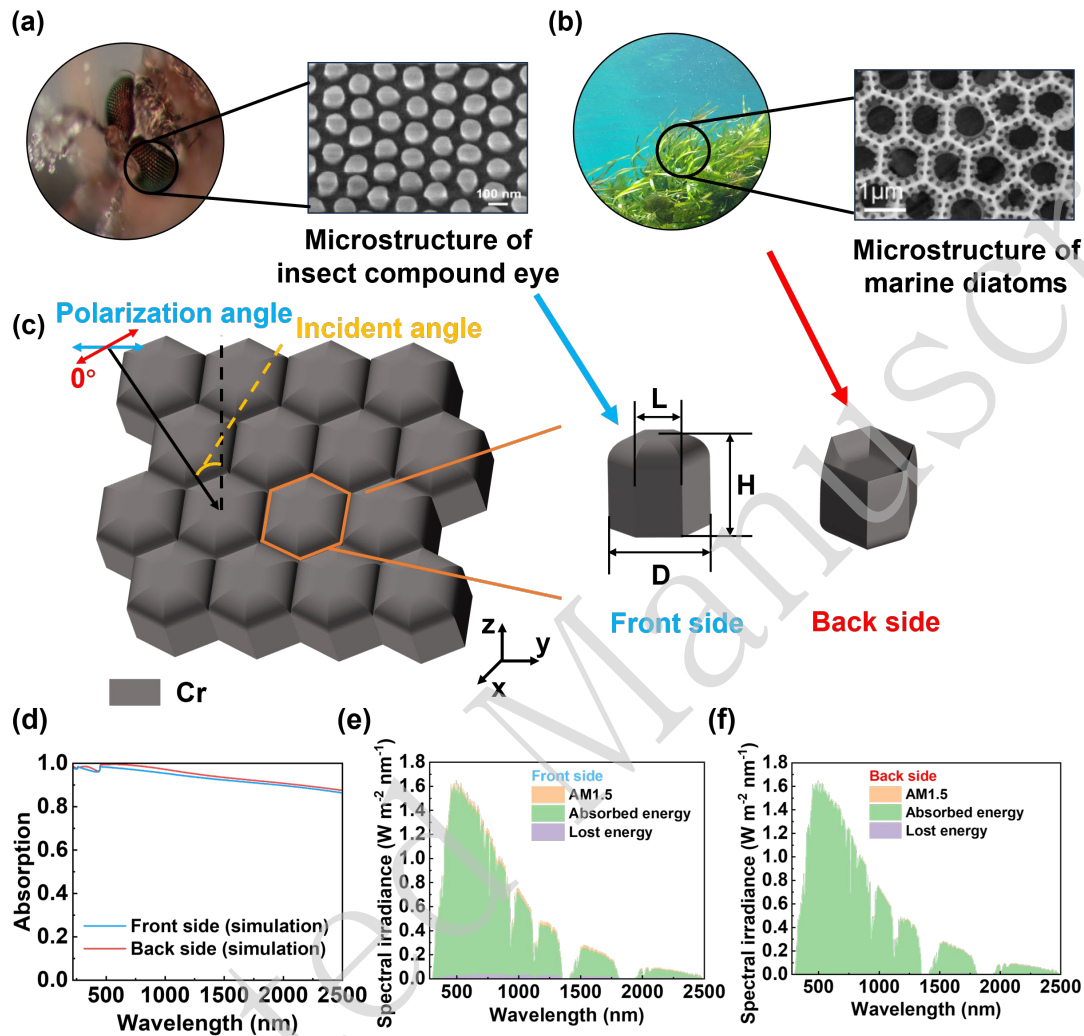 (a)
(b)
100 nm
1μm
Microstructure of
insect compound eye
Microstructure of
marine diatoms
(c)
Polarization angle
Incident angle
0°
L
H
D
Front side
Back side
z
y
x
Cr
(d)
1.0
0.8
0.6
0.4
0.2
0.0
Absorption
Front side (simulation)
Back side (simulation)
500 1000 1500 2000 2500
Wavelength (nm)
(e)
Spectral irradiance (W m-2 nm-1)
1.8
1.6
1.4
1.2
1.0
0.8
0.6
0.4
0.2
0.0
Front side
AM1.5
Absorbed energy
Lost energy
500 1000 1500 2000 2500
Wavelength (nm)
(f)
Spectral irradiance (W m-2 nm-1)
1.8
1.6
1.4
1.2
1.0
0.8
0.6
0.4
0.2
0.0
Back side
AM1.5
Absorbed energy
Lost energy
500 1000 1500 2000 2500
Wavelength (nm)
ted Manuscr